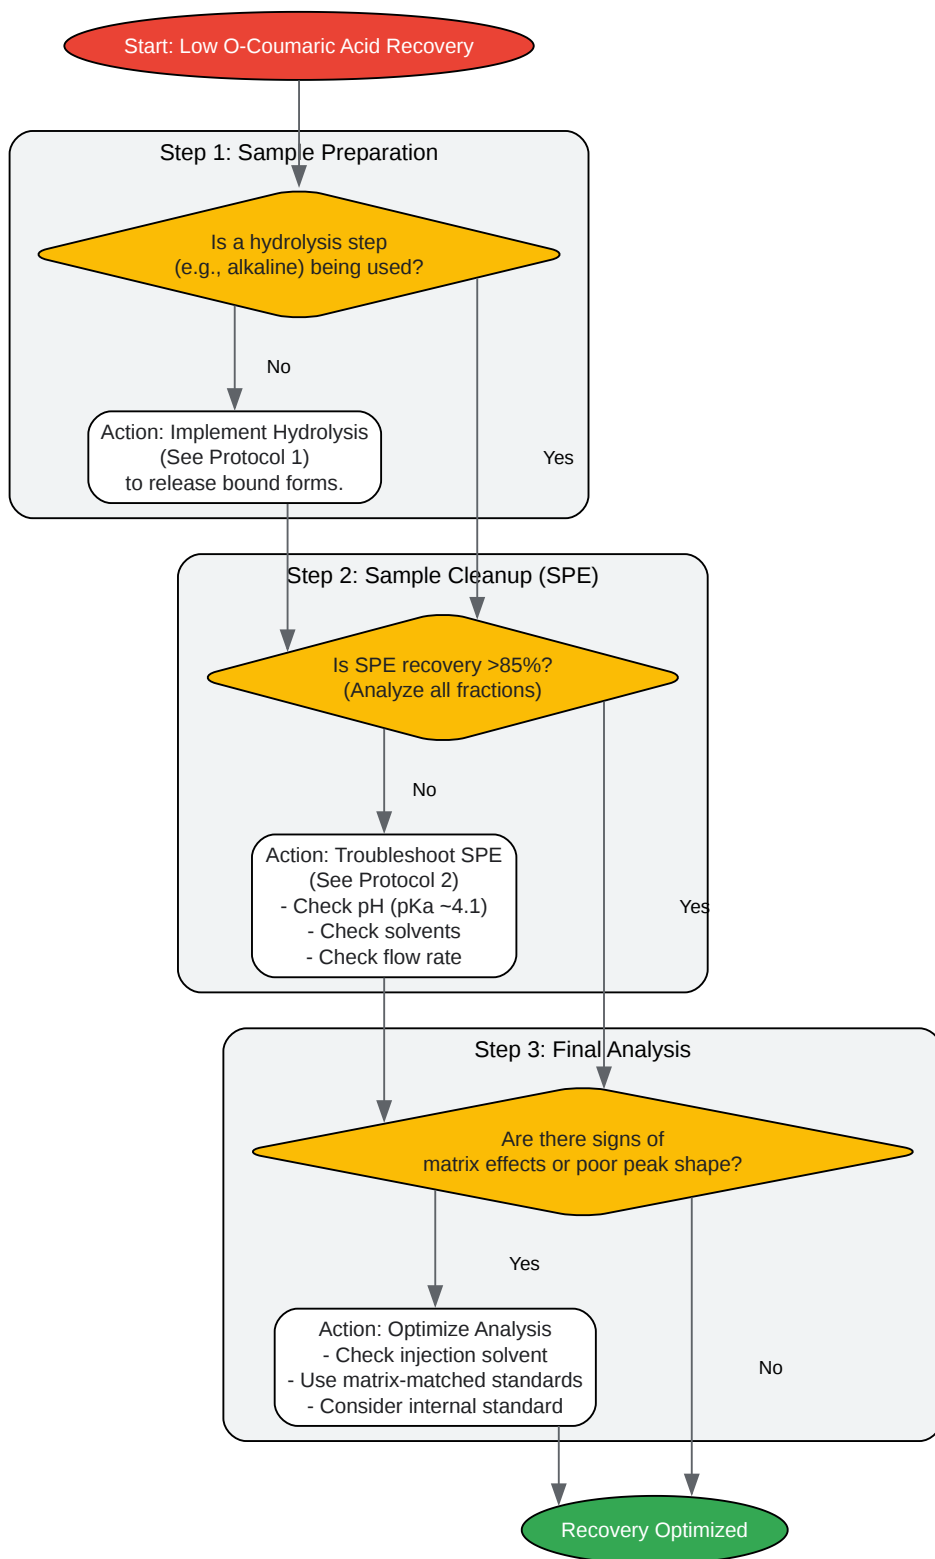 Start: Low O-Coumaric Acid Recovery
Step 1: Sample Preparation
Is a hydrolysis step
(e.g., alkaline) being used?
No
Action: Implement Hydrolysis
(See Protocol 1)
to release bound forms.
Yes
Step 2: Sample Cleanup (SPE)
Is SPE recovery >85%?
(Analyze all fractions)
No
Action: Troubleshoot SPE
(See Protocol 2)
- Check pH (pKa ~4.1)
- Check solvents
- Check flow rate
Yes
Step 3: Final Analysis
Are there signs of
matrix effects or poor peak shape?
Yes
Action: Optimize Analysis
- Check injection solvent
- Use matrix-matched standards
- Consider internal standard
No
Recovery Optimized